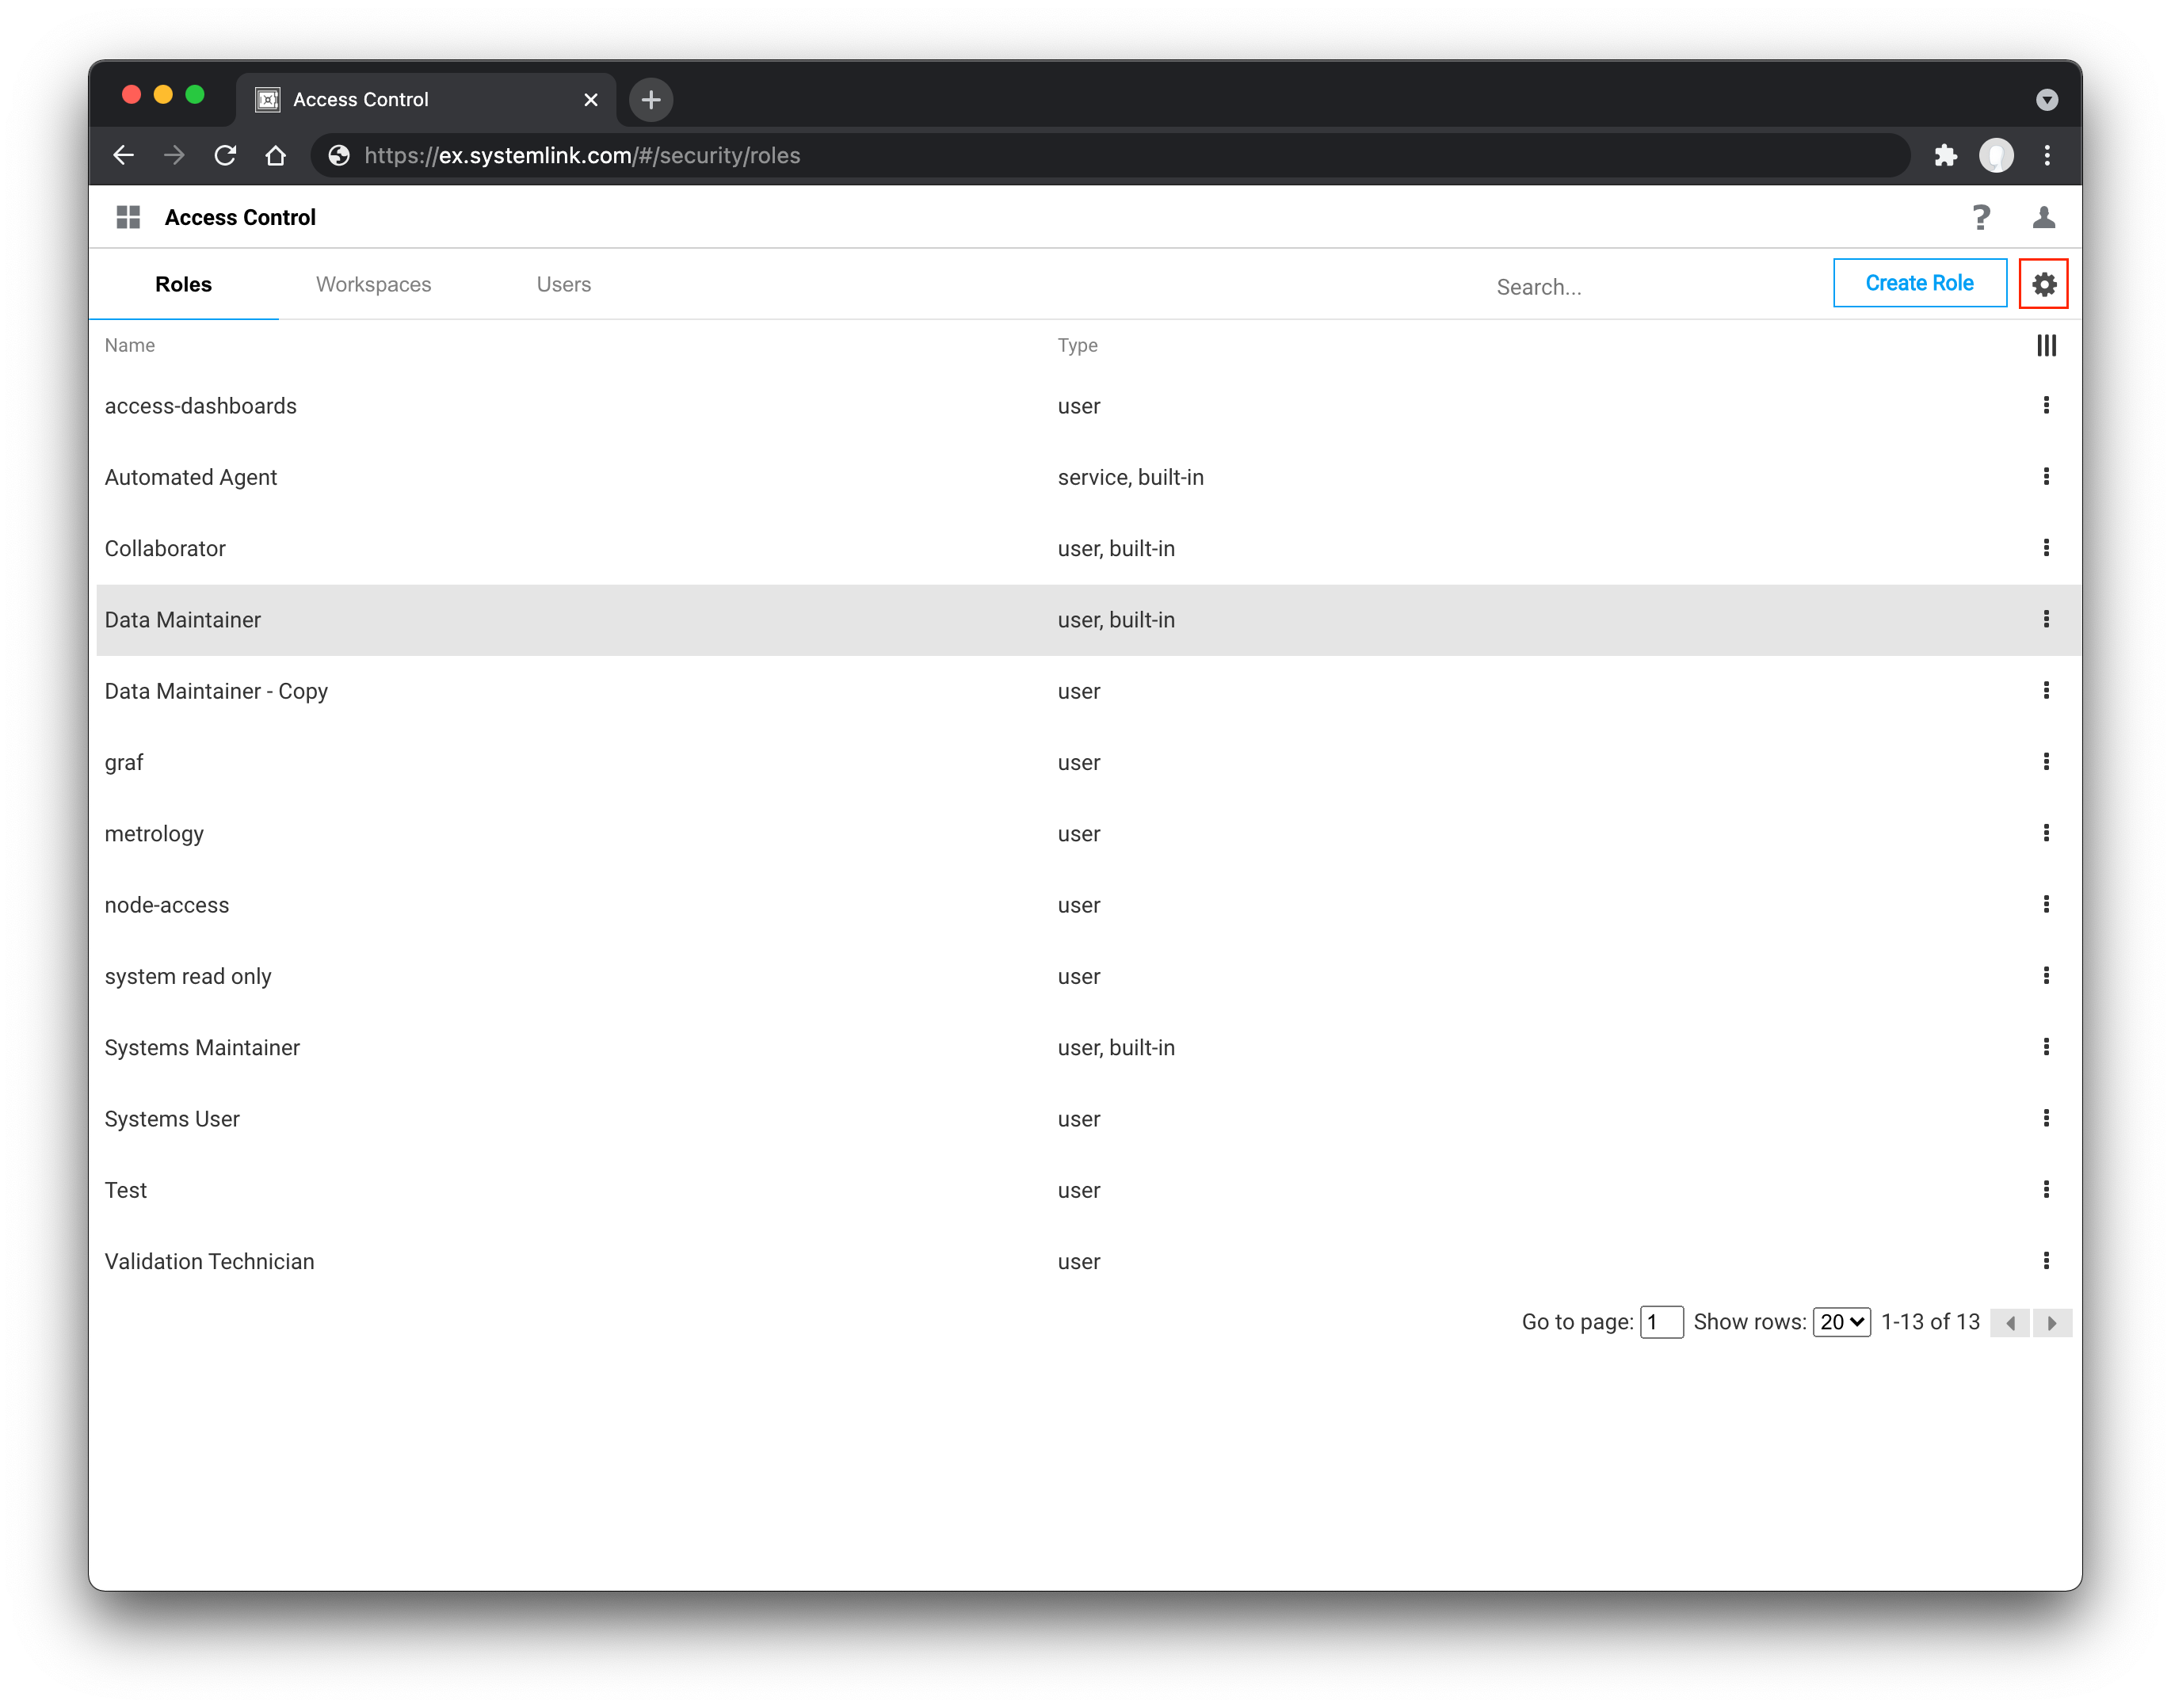 Access Control
https://ex.systemlink.com/#/security/roles
Access Control
?
Roles Workspaces Users Search... Create Role
Name Type
access-dashboards user
Automated Agent service, built-in
Collaborator user, built-in
Data Maintainer user, built-in
Data Maintainer - Copy user
graf user
metrology user
node-access user
system read only user
Systems Maintainer user, built-in
Systems User user
Test user
Validation Technician user
Go to page: 1 Show rows: 20 1-13 of 13